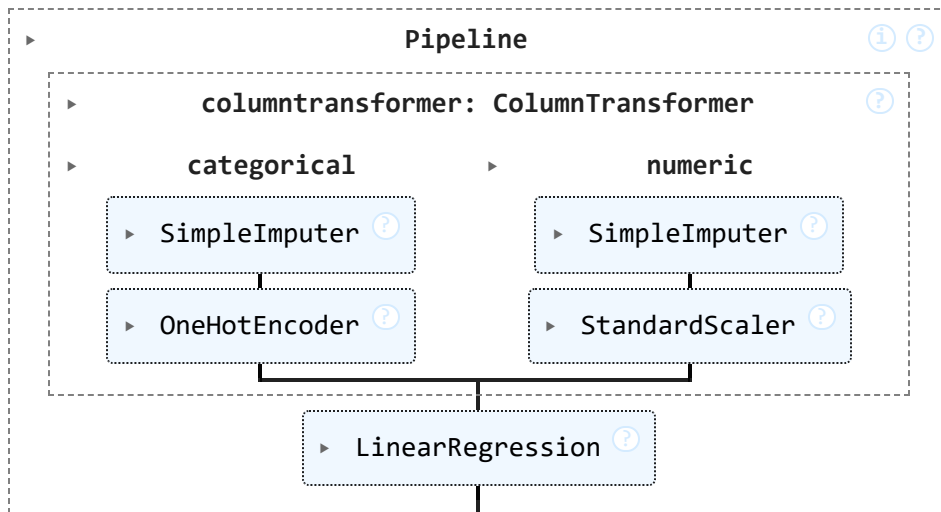 ▸ Pipeline i ?
▸ columntransformer: ColumnTransformer ?
▸ categorical ▸ numeric
▸ SimpleImputer ? ▸ SimpleImputer ?
▸ OneHotEncoder ? ▸ StandardScaler ?
▸ LinearRegression ?